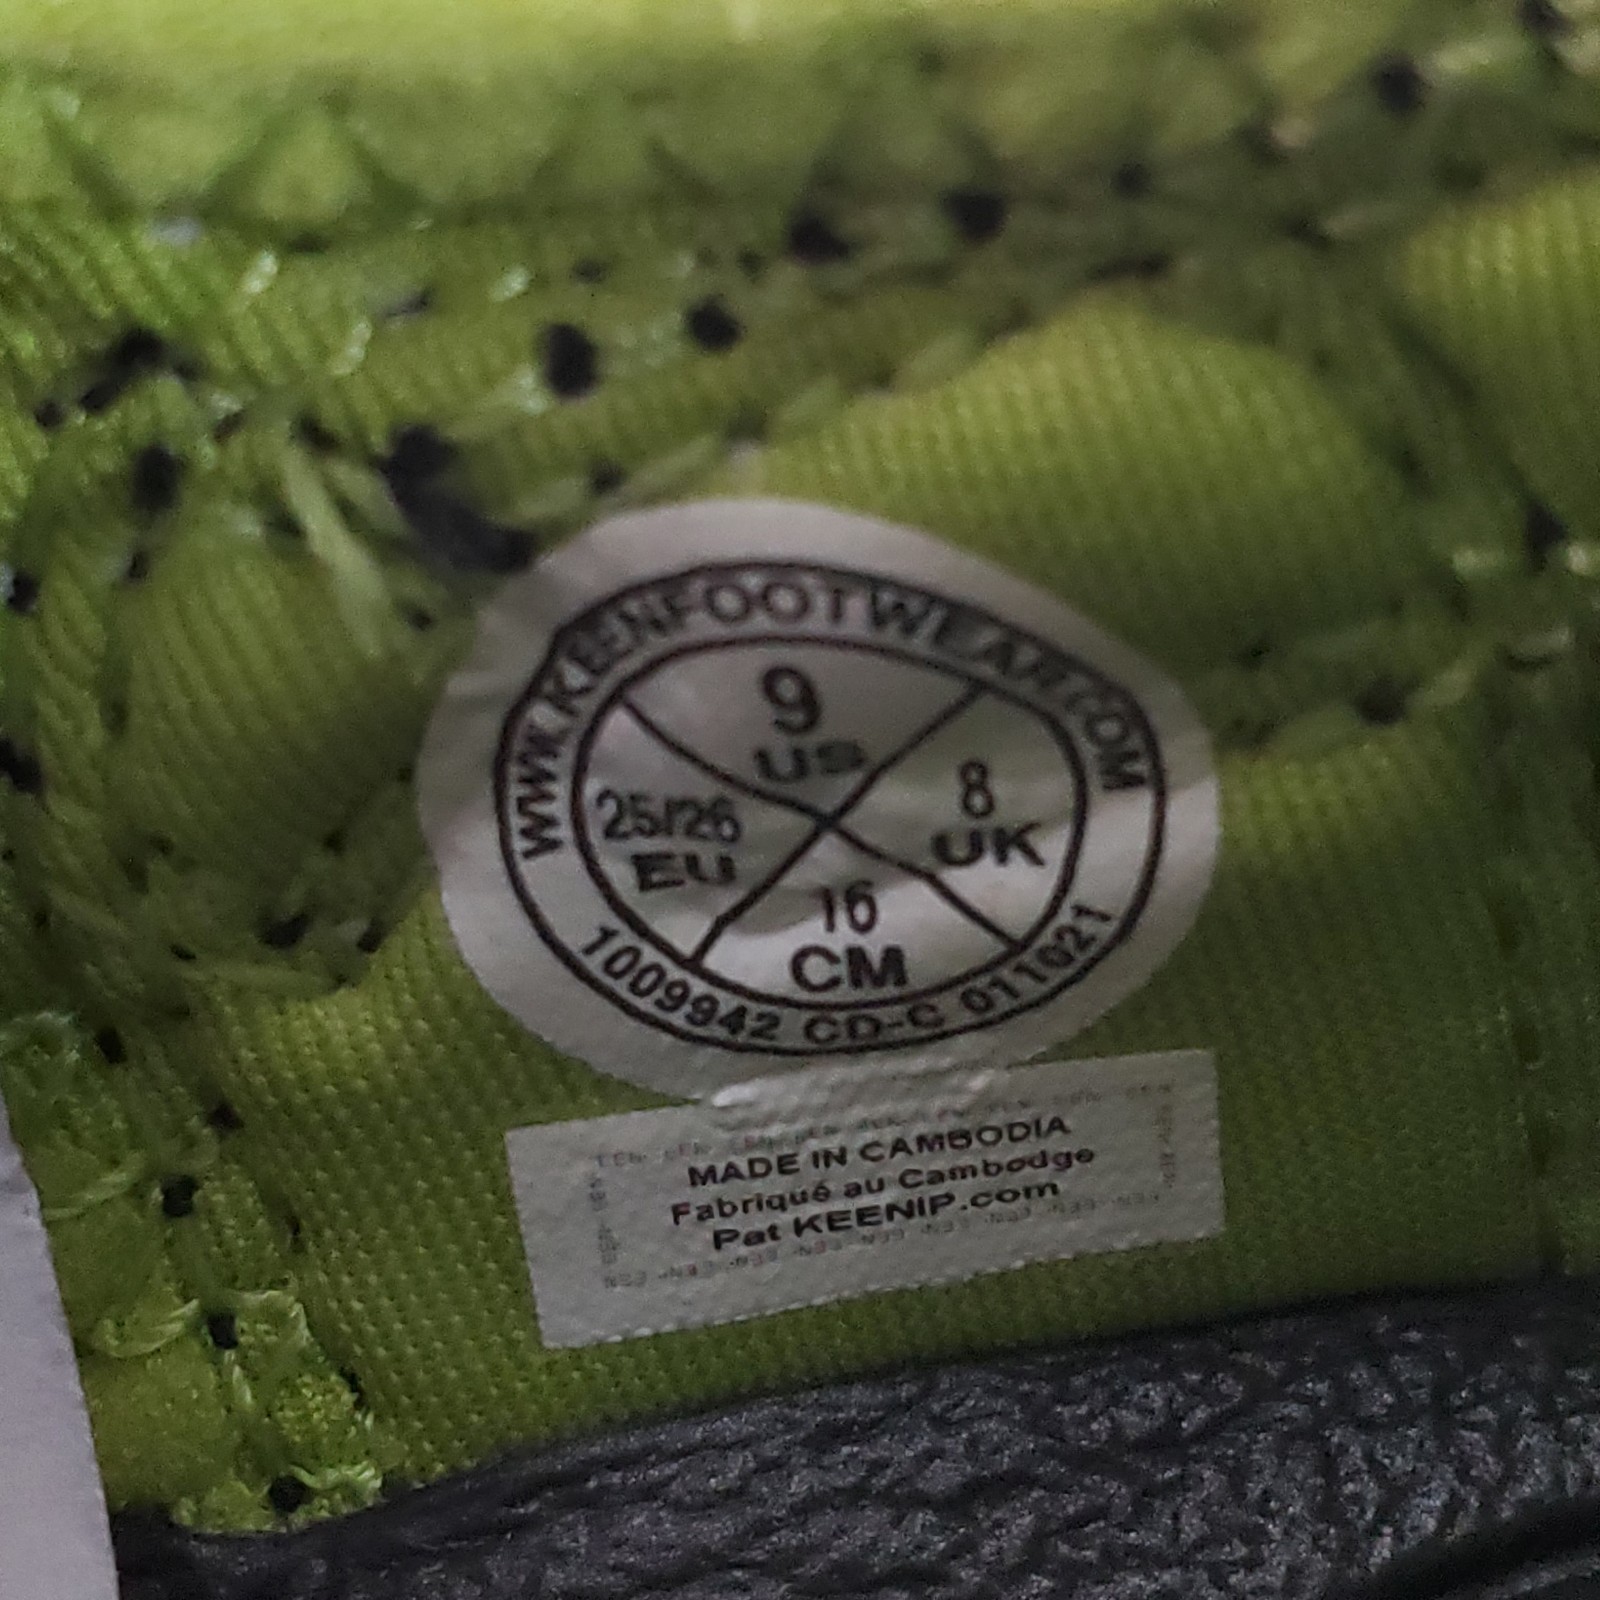 WWW.KEENFOOTWEAR.COM
9
US
25/26
EU
8
UK
16
CM
1009942 CD-C 011021
MADE IN CAMBODIA
Fabriqué au Cambodge
Pat KEENIP.com